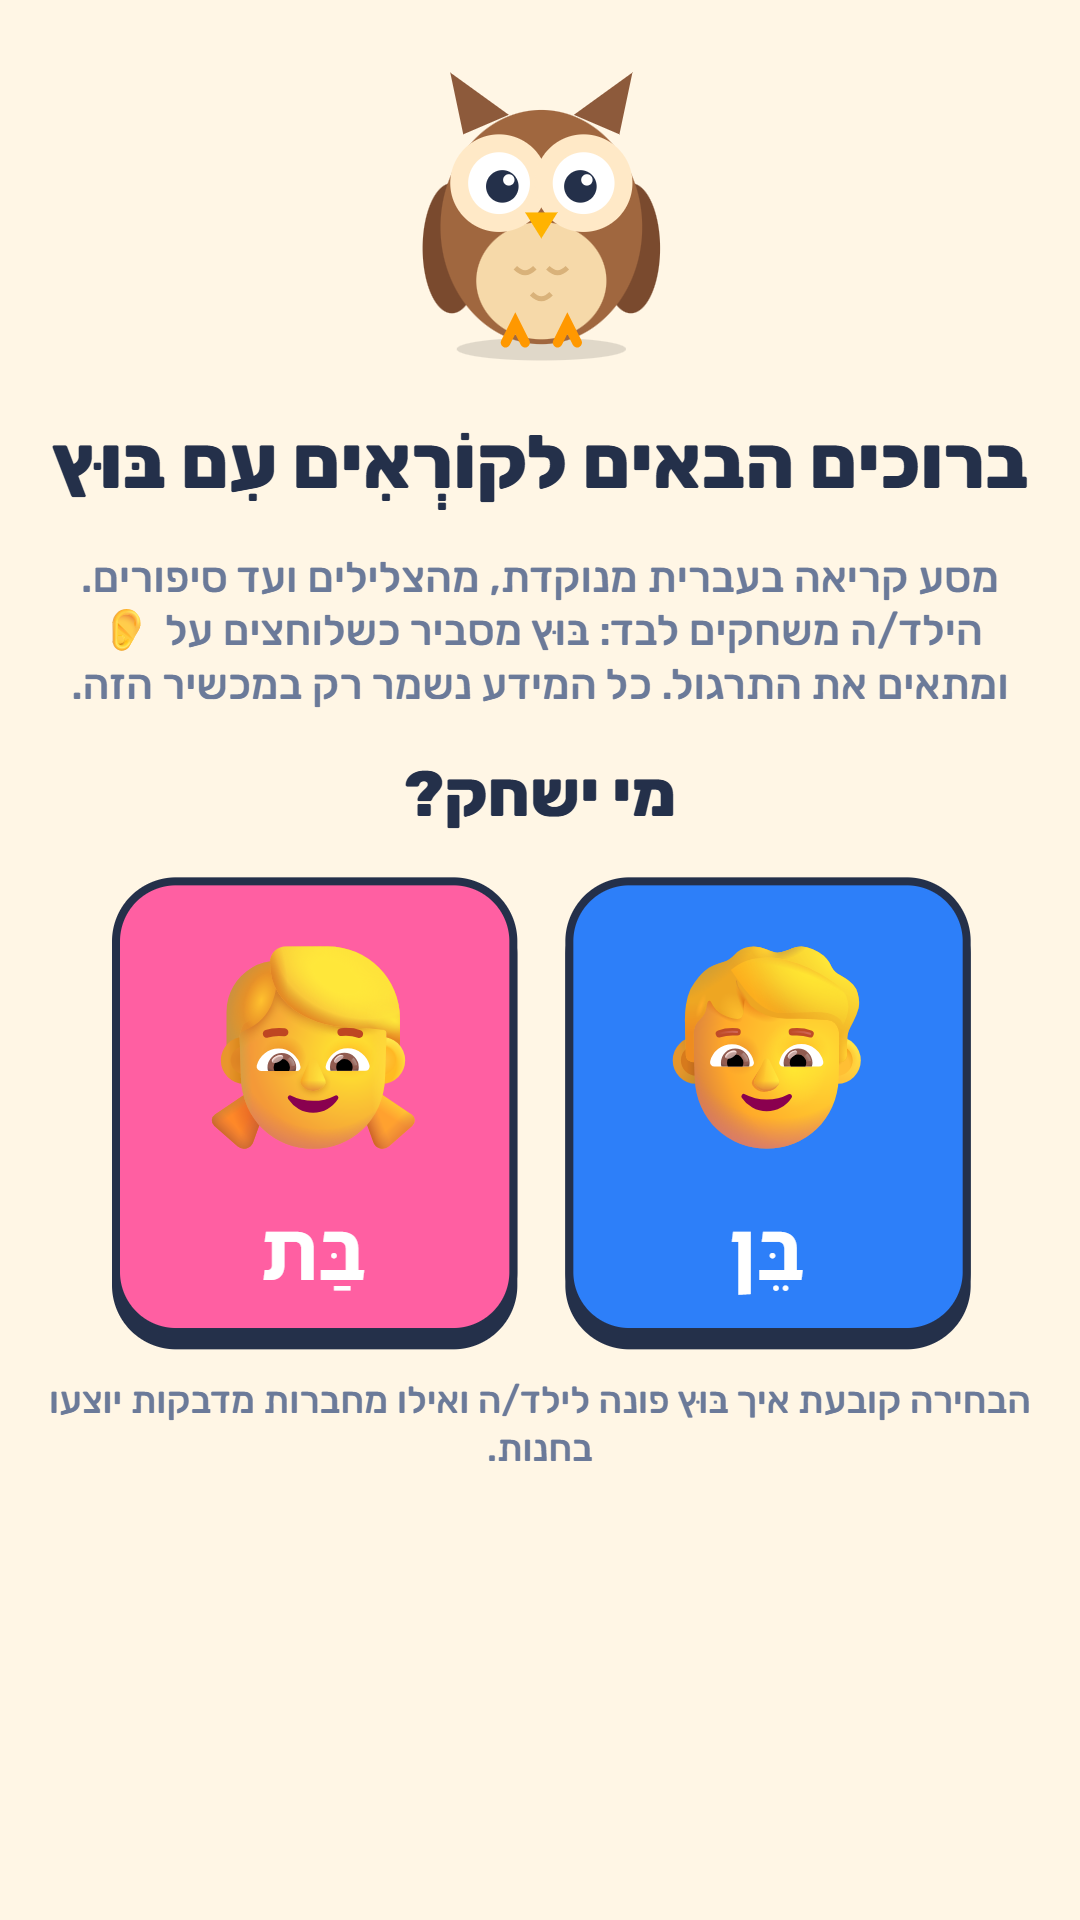 ברוכים הבאים לקוֹרְאִים עִם בּוּץ
מסע קריאה בעברית מנוקדת, מהצלילים ועד סיפורים.
הילד/ה משחקים לבד: בּוּץ מסביר כשלוחצים על 👂
ומתאים את התרגול. כל המידע נשמר רק במכשיר הזה.
מי ישחק?
בֵּן
בַּת
הבחירה קובעת איך בּוּץ פונה לילד/ה ואילו מחברות מדבקות יוצעו
בחנות.